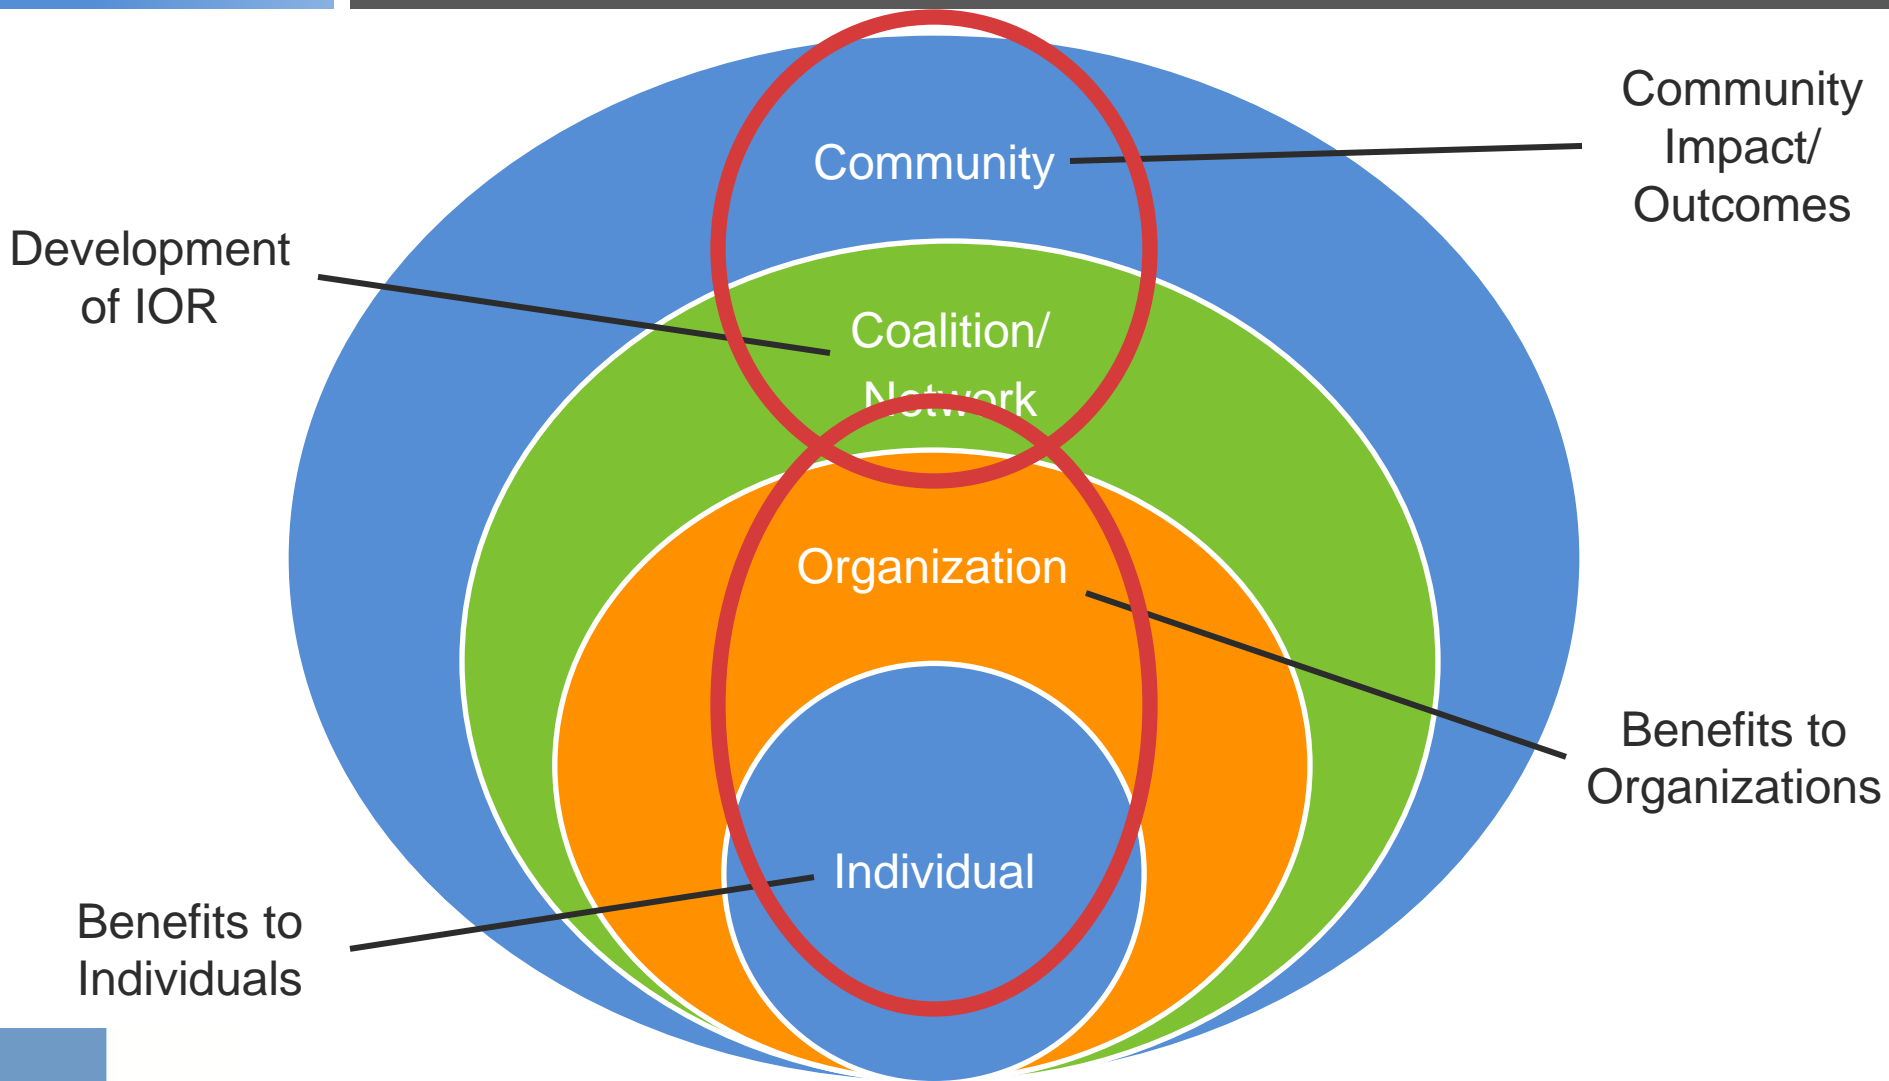 Community
Impact/
Outcomes
Community
Development
of IOR
Coalition/
Network
Organization
Benefits to
Organizations
Individual
Benefits to
Individuals